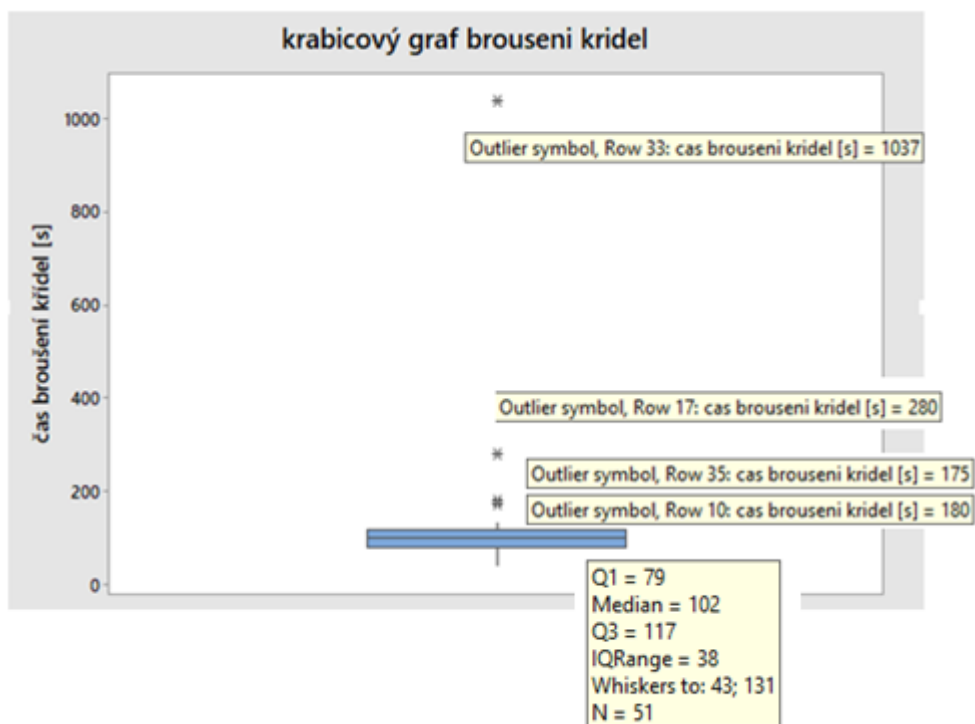 krabicový graf brouseni kridel
čas broušení křídel [s]
1000
800
600
400
200
0
Outlier symbol, Row 33: cas brouseni kridel [s] = 1037
Outlier symbol, Row 17: cas brouseni kridel [s] = 280
Outlier symbol, Row 35: cas brouseni kridel [s] = 175
Outlier symbol, Row 10: cas brouseni kridel [s] = 180
Q1 = 79
Median = 102
Q3 = 117
IQRange = 38
Whiskers to: 43; 131
N = 51